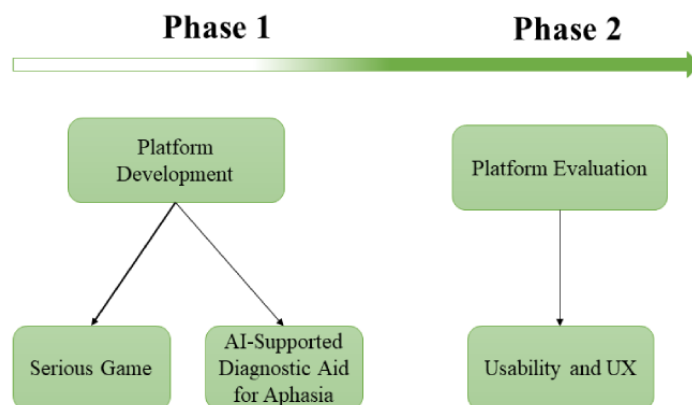 Phase 1
Phase 2
Platform
Development
Platform Evaluation
Serious Game
AI-Supported
Diagnostic Aid
for Aphasia
Usability and UX